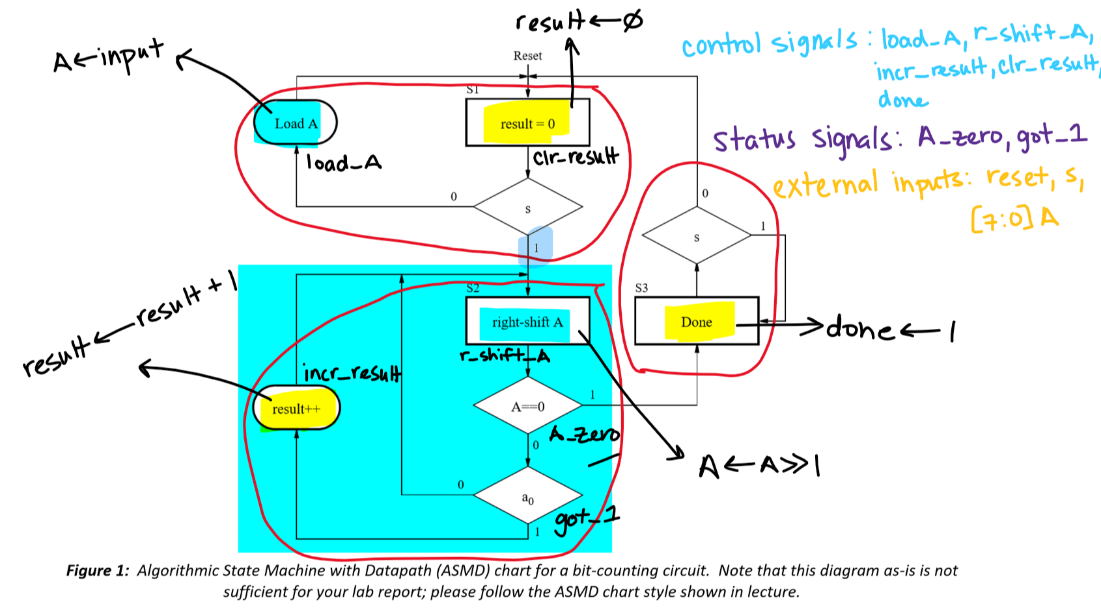 result←0
A←input
control signals: load_A, r_shift_A,
incr_result, clr_result,
done
status signals: A_zero, got_1
external inputs: reset, s,
[7:0] A
Reset
S1
Load A
result = 0
load_A
clr_result
0
s
1
0
s
1
result←result+1
S2
right-shift A
r_shift_A
S3
Done
done←1
incr_result
result++
A==0
1
A_zero
0
A←A>>1
0
a0
got_1
1
Figure 1: Algorithmic State Machine with Datapath (ASMD) chart for a bit-counting circuit. Note that this diagram as-is is not
sufficient for your lab report; please follow the ASMD chart style shown in lecture.